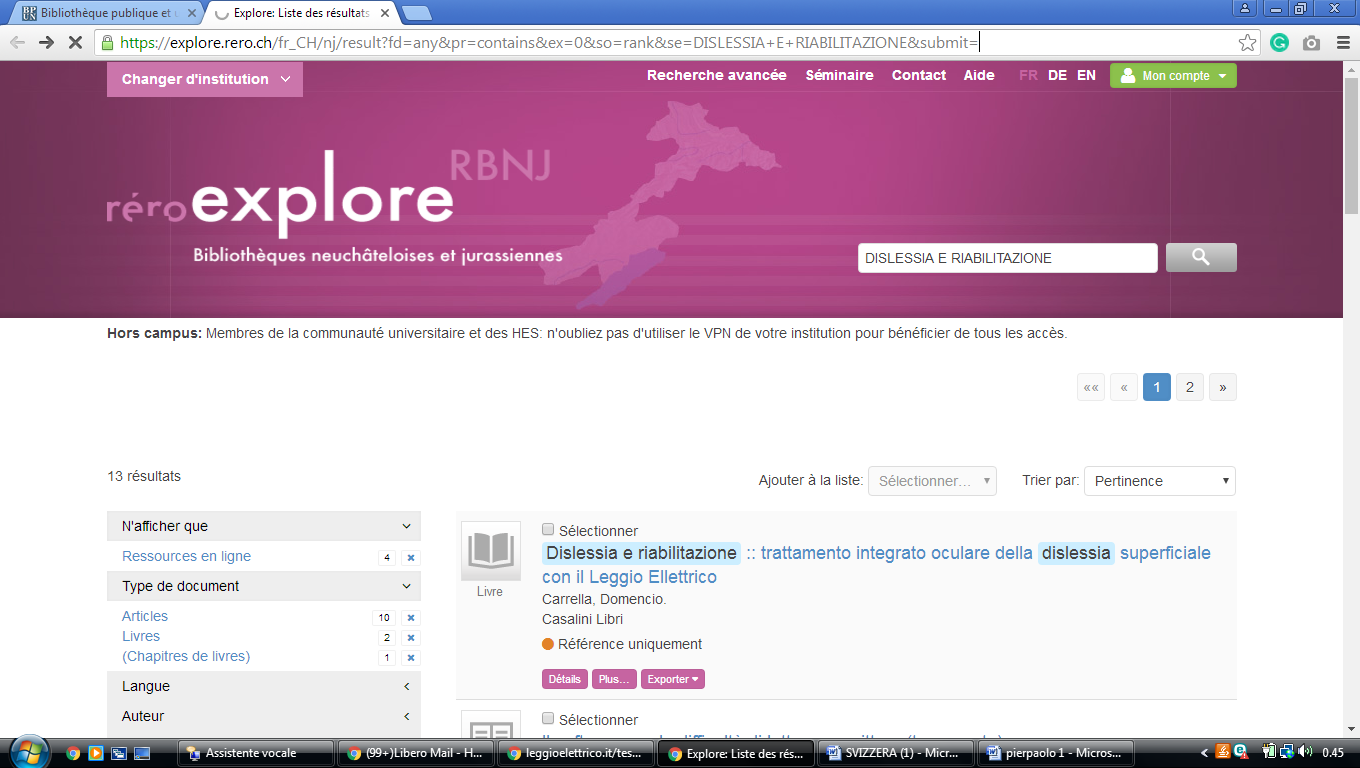 Bibliothèque publique et u
Explore: Liste des résultats
https://explore.rero.ch/fr_CH/nj/result?fd=any&pr=contains&ex=0&so=rank&se=DISLESSIA+E+RIABILITAZIONE&submit=
Changer d'institution
Recherche avancée Séminaire Contact Aide FR DE EN Mon compte
RBNJ
réro explore
Bibliothèques neuchâteloises et jurassiennes
DISLESSIA E RIABILITAZIONE
Hors campus: Membres de la communauté universitaire et des HES: n'oubliez pas d'utiliser le VPN de votre institution pour bénéficier de tous les accès.
«« « 1 2 »
13 résultats
Ajouter à la liste: Sélectionner... Trier par: Pertinence
N'afficher que
Ressources en ligne 4
Type de document
Articles 10
Livres 2
(Chapitres de livres) 1
Langue
Auteur
Livre
Sélectionner
Dislessia e riabilitazione :: trattamento integrato oculare della dislessia superficiale
con il Leggio Ellettrico
Carrella, Domencio.
Casalini Libri
Référence uniquement
Détails Plus... Exporter
Sélectionner
Assistente vocale
(99+)Libero Mail - H...
leggioelettrico.it/tes...
Explore: Liste des rés...
SVIZZERA (1) - Micr...
pierpaolo 1 - Micros...
0.45